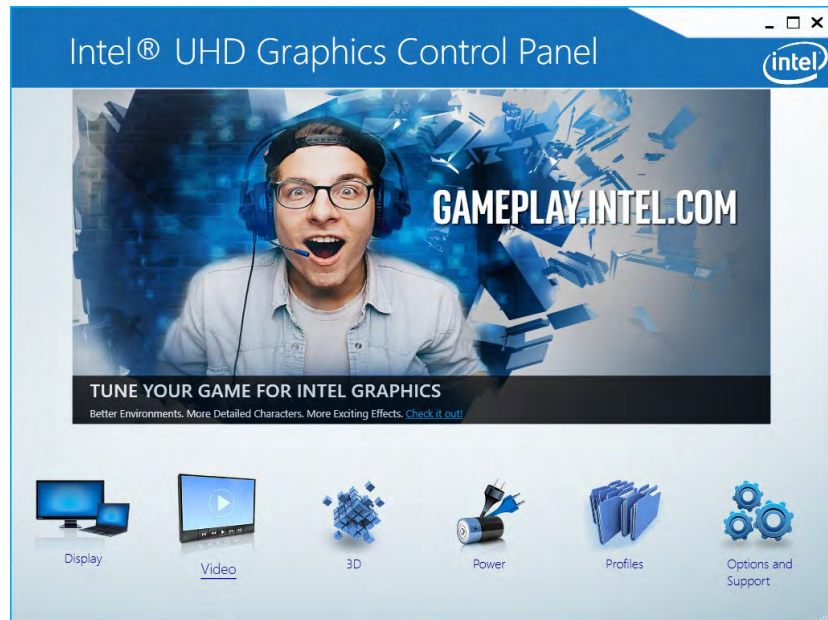 Intel® UHD Graphics Control Panel
intel
GAMEPLAY.INTEL.COM
TUNE YOUR GAME FOR INTEL GRAPHICS
Better Environments. More Detailed Characters. More Exciting Effects. Check it out!
Display
Video
3D
Power
Profiles
Options and
Support